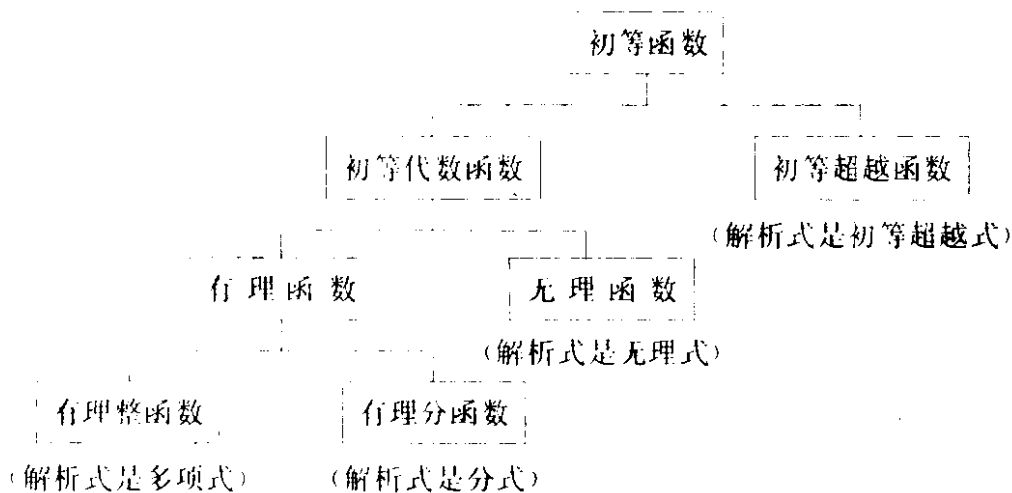 初等函数
初等代数函数
初等超越函数
(解析式是初等超越式)
有理函数
无理函数
(解析式是无理式)
有理整函数
有理分函数
(解析式是多项式)
(解析式是分式)